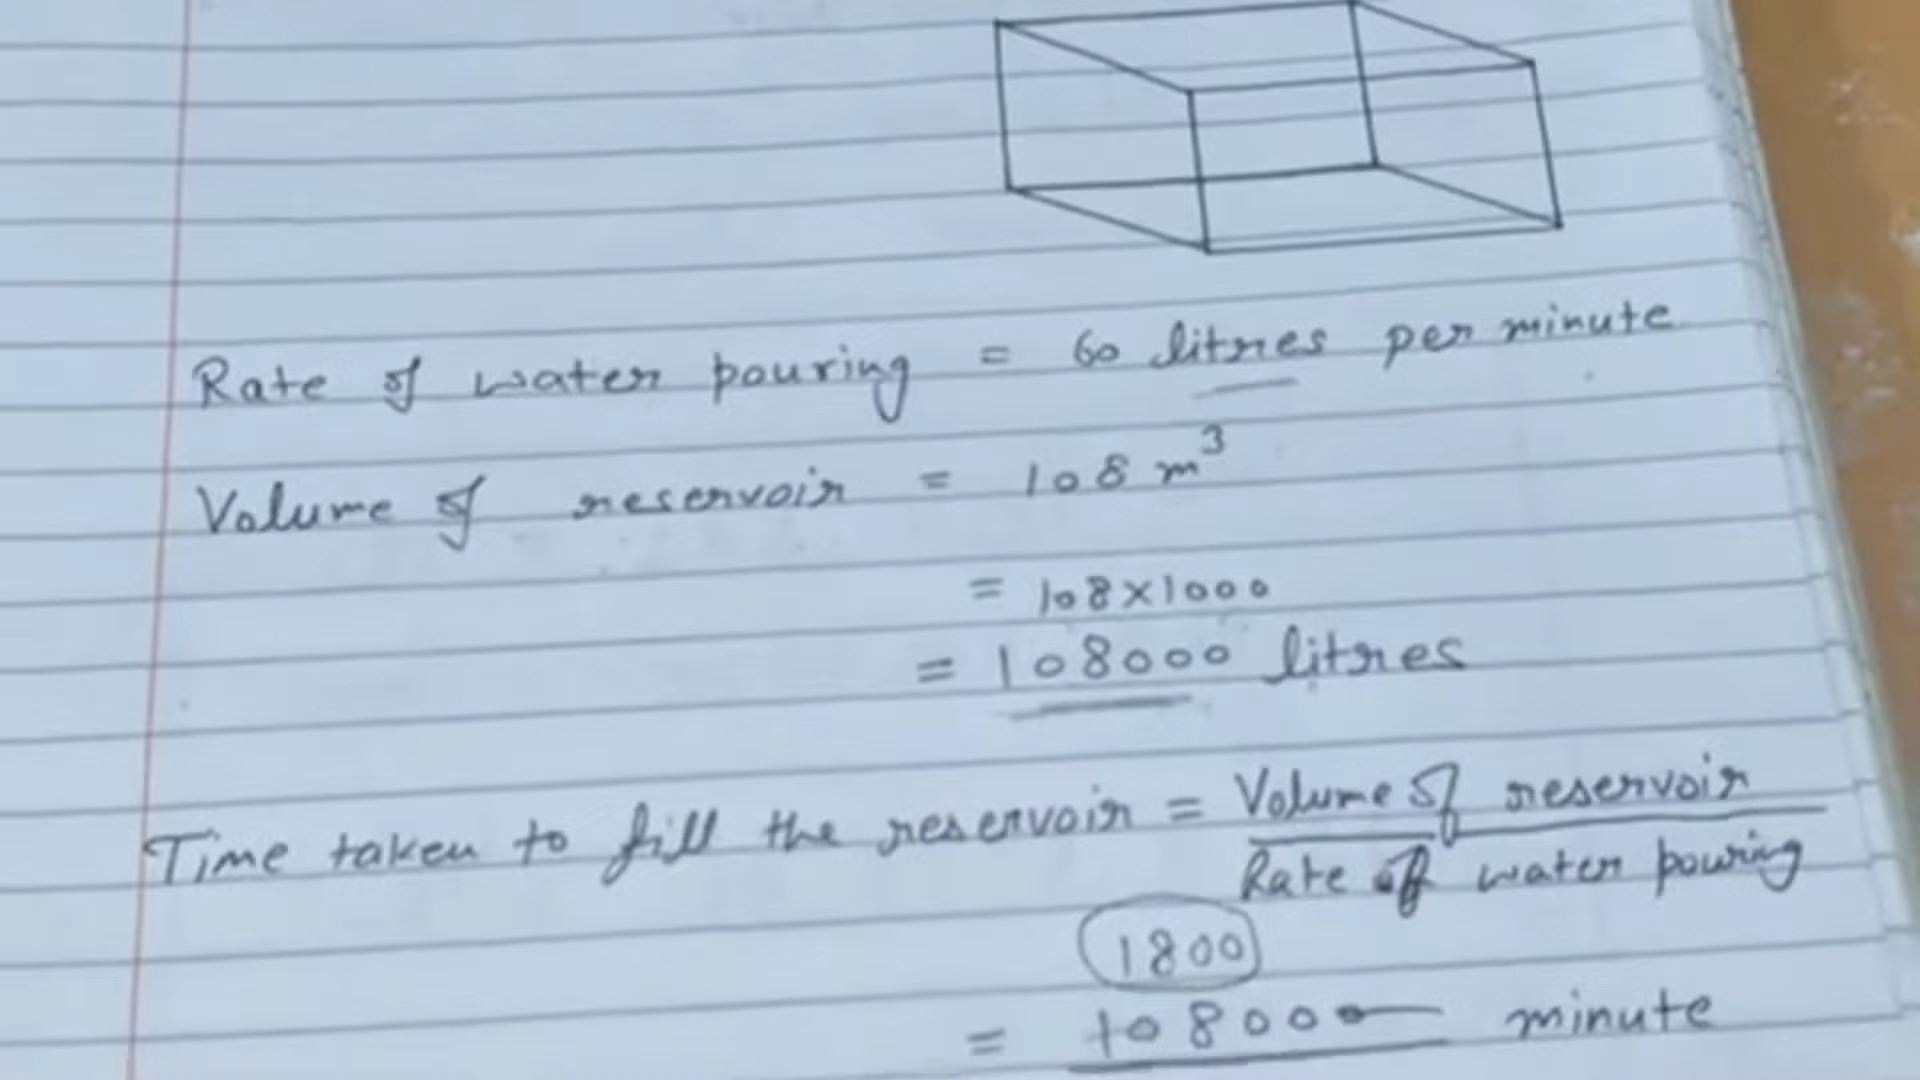 Rate of water pouring = 60 litres per minute
Volume of reservoir = 108 m³
= 108×1000
= 108000 litres
Time taken to fill the reservoir = Volume of reservoir
Rate of water pouring
1800
= 108000 minute